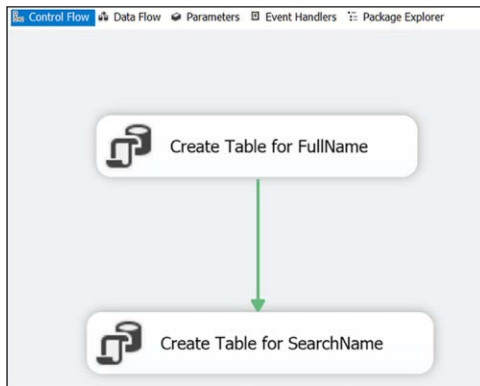 Control Flow Data Flow Parameters Event Handlers Package Explorer
Create Table for FullName
Create Table for SearchName